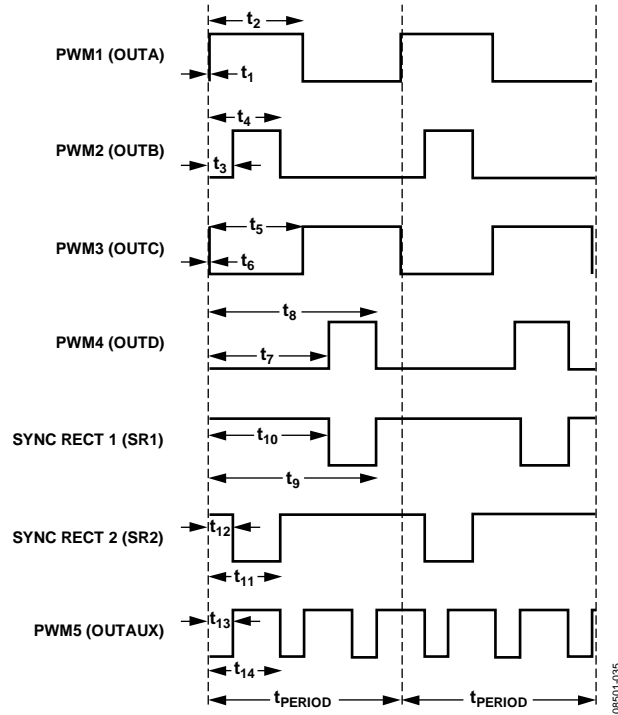 t2
PWM1 (OUTA)
t1
t4
PWM2 (OUTB)
t3
t5
PWM3 (OUTC)
t6
t8
PWM4 (OUTD)
t7
SYNC RECT 1 (SR1)
t10
t9
SYNC RECT 2 (SR2)
t12
t11
PWM5 (OUTAUX)
t13
t14
tPERIOD
tPERIOD
08501-035